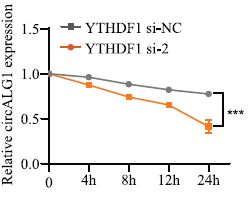 YTHDF1 si-NC
YTHDF1 si-2
Relative circALG1 expression
1.5
1.0
0.5
0.0
0 4h 8h 12h 24h
***